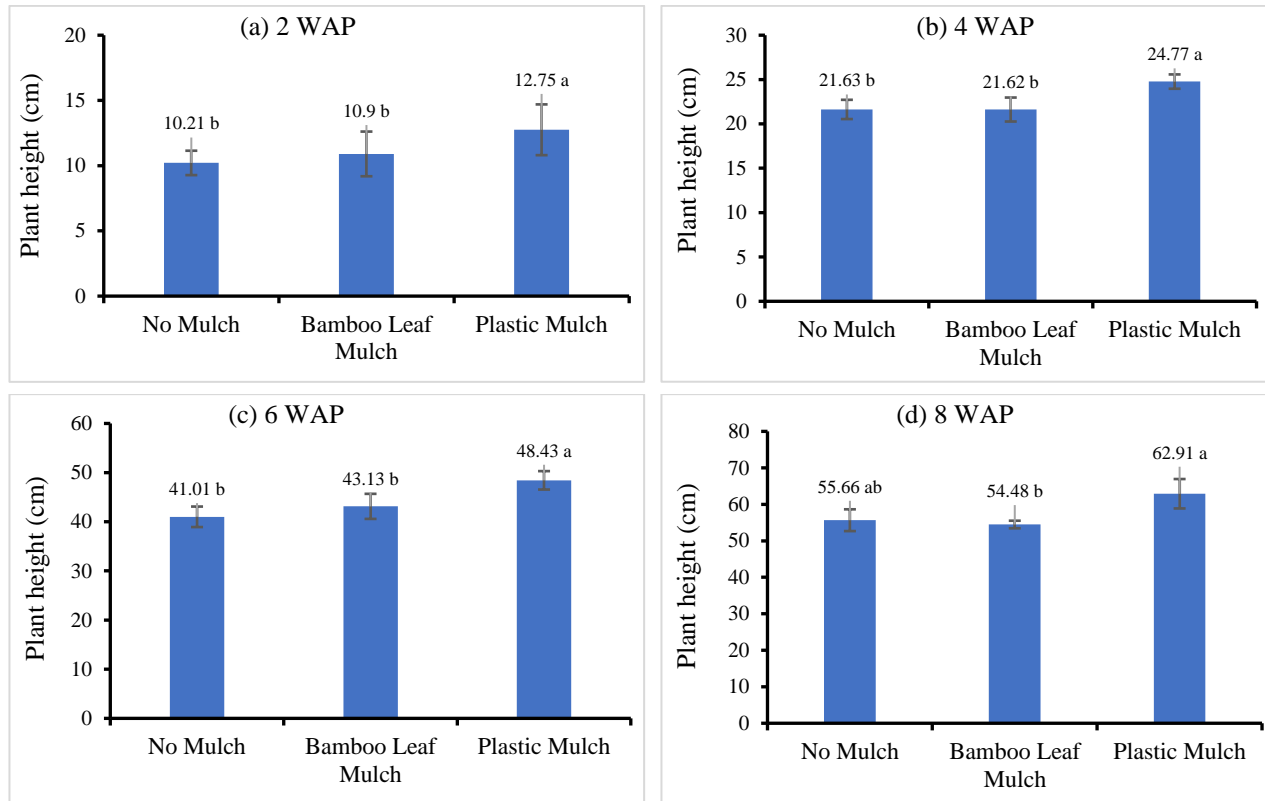 (a) 2 WAP
Plant height (cm)
20
15
10
5
0
10.21 b
10.9 b
12.75 a
No Mulch
Bamboo Leaf
Mulch
Plastic Mulch
(b) 4 WAP
Plant height (cm)
30
25
20
15
10
5
0
21.63 b
21.62 b
24.77 a
No Mulch
Bamboo Leaf
Mulch
Plastic Mulch
(c) 6 WAP
Plant height (cm)
60
50
40
30
20
10
0
41.01 b
43.13 b
48.43 a
No Mulch
Bamboo Leaf
Mulch
Plastic Mulch
(d) 8 WAP
Plant height (cm)
80
70
60
50
40
30
20
10
0
55.66 ab
54.48 b
62.91 a
No Mulch
Bamboo Leaf
Mulch
Plastic Mulch